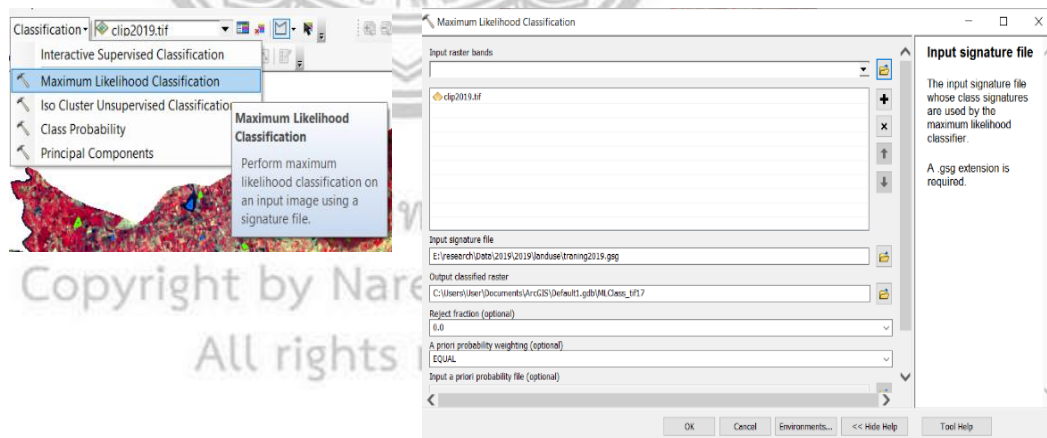 Classification clip2019.tif
Interactive Supervised Classification
Maximum Likelihood Classification
Iso Cluster Unsupervised Classification
Class Probability
Principal Components
Maximum Likelihood
Classification
Perform maximum
likelihood classification on
an input image using a
signature file.
Maximum Likelihood Classification
Input raster bands
clip2019.tif
Input signature file
E:\research\Data\2019\2019\landuse\traning2019.gsg
Output classified raster
C:\Users\User\Documents\ArcGIS\Default1.gdb\MLClass_tif17
Reject fraction (optional)
0.0
A priori probability weighting (optional)
EQUAL
Input a priori probability file (optional)
OK Cancel Environments... << Hide Help Tool Help
Input signature file
The input signature file
whose class signatures
are used by the
maximum likelihood
classifier.
A .gsg extension is
required.
Copyright by Nare
All rights